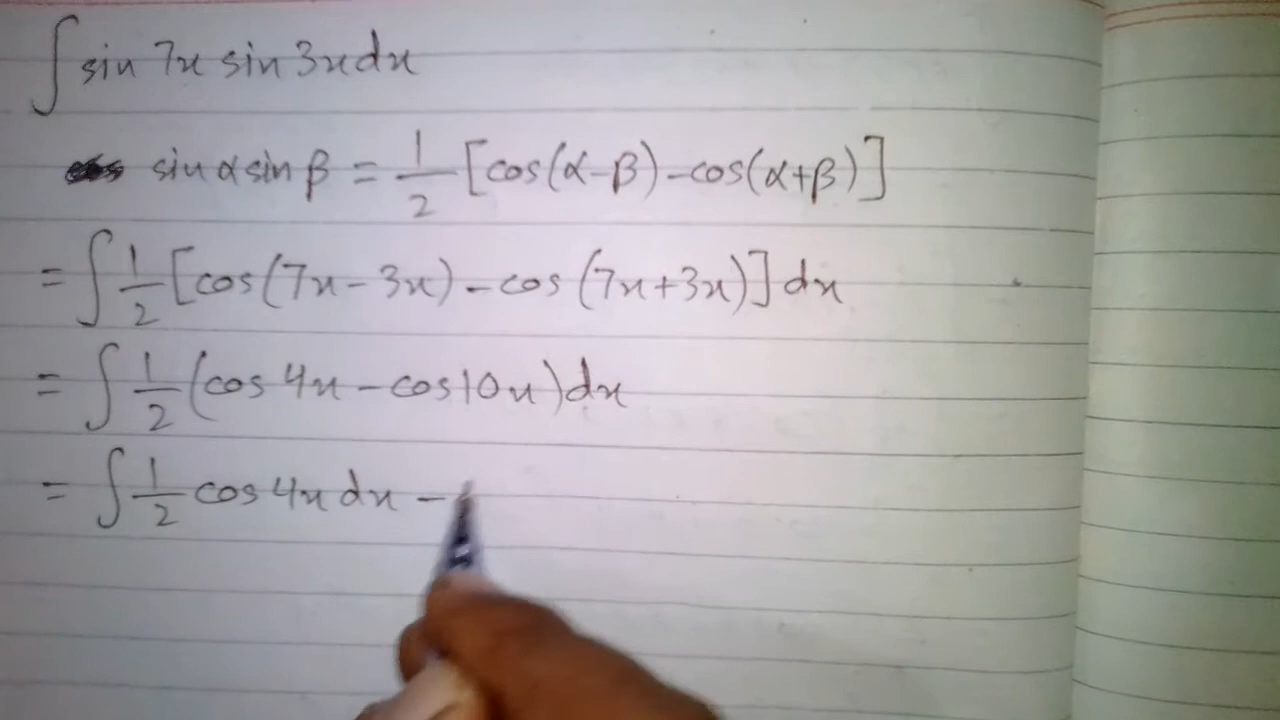 ∫ sin 7x sin 3x dx
sin α sin β = 1/2 [cos(α-β) - cos(α+β)]
= ∫ 1/2 [cos(7x - 3x) - cos(7x+3x)] dx
= ∫ 1/2 (cos 4x - cos 10x) dx
= ∫ 1/2 cos 4x dx -